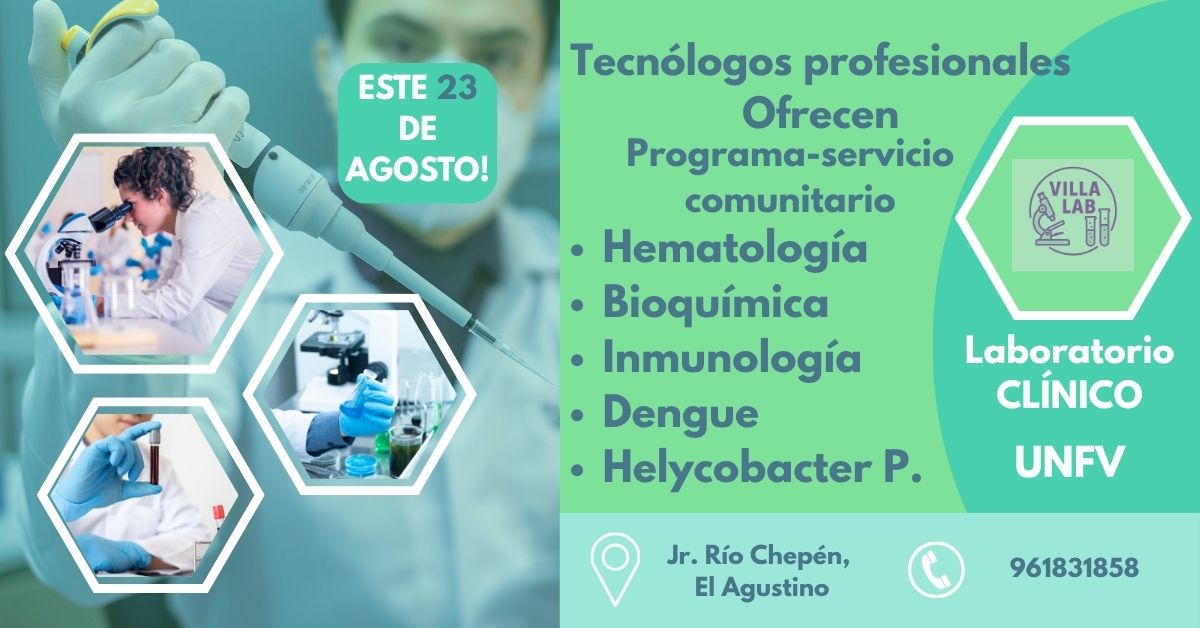 ESTE 23
DE
AGOSTO!
Tecnólogos profesionales
Ofrecen
Programa-servicio
comunitario
• Hematología
• Bioquímica
• Inmunología
• Dengue
• Helycobacter P.
VILLA
LAB
Laboratorio
CLÍNICO
UNFV
Jr. Río Chepén,
El Agustino
961831858